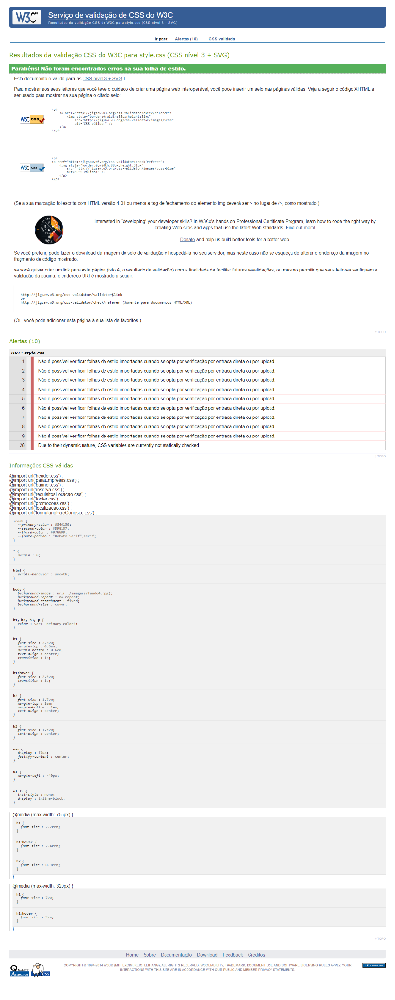 W3C
Serviço de validação de CSS do W3C
Resultados da validação CSS do W3C para style.css (CSS nível 3 + SVG)
Ir para: Alertas (10) CSS validada
Resultados da validação CSS do W3C para style.css (CSS nível 3 + SVG)
Parabéns! Não foram encontrados erros na sua folha de estilo.
Este documento é válido para as CSS nível 3 + SVG !
Para mostrar aos seus leitores que você teve o cuidado de criar uma página web interoperável, você pode inserir um selo nas páginas válidas. Veja a seguir o código XHTML a
ser usado para mostrar na sua página o citado selo:
W3C css
<p>
<a href="http://jigsaw.w3.org/css-validator/check/referer">
<img style="border:0;width:88px;height:31px"
src="http://jigsaw.w3.org/css-validator/images/vcss"
alt="CSS válido!" />
</a>
</p>
W3C css
<p>
<a href="http://jigsaw.w3.org/css-validator/check/referer">
<img style="border:0;width:88px;height:31px"
src="http://jigsaw.w3.org/css-validator/images/vcss-blue"
alt="CSS válido!" />
</a>
</p>
(Se a sua marcação foi escrita com HTML versão 4.01 ou menor a tag de fechamento do elemento img deverá ser > no lugar de />, como mostrado.)
Interested in "developing" your developer skills? In W3Cx's hands-on Professional Certificate Program, learn how to code the right way by
creating Web sites and apps that use the latest Web standards. Find out more!
Donate and help us build better tools for a better web.
Se você preferir, pode fazer o download da imagem do selo de validação e hospedá-la no seu servidor, mas neste caso não se esqueça de alterar o endereço da imagem no
fragmento de código mostrado.
se você quiser criar um link para esta página (isto é, o resultado da validação) com a finalidade de facilitar futuras revalidações, ou mesmo permitir que seus leitores verifiquem a
validação da página, o endereço URI é mostrado a seguir:
http://jigsaw.w3.org/css-validator/validator$link
or
http://jigsaw.w3.org/css-validator/check/referer (Somente para documentos HTML/XML)
(Ou, você pode adicionar esta página à sua lista de favoritos.)
↑ TOPO
Alertas (10)
URI : style.css
1 Não é possível verificar folhas de estilo importadas quando se opta por verificação por entrada direta ou por upload.
2 Não é possível verificar folhas de estilo importadas quando se opta por verificação por entrada direta ou por upload.
3 Não é possível verificar folhas de estilo importadas quando se opta por verificação por entrada direta ou por upload.
4 Não é possível verificar folhas de estilo importadas quando se opta por verificação por entrada direta ou por upload.
5 Não é possível verificar folhas de estilo importadas quando se opta por verificação por entrada direta ou por upload.
6 Não é possível verificar folhas de estilo importadas quando se opta por verificação por entrada direta ou por upload.
7 Não é possível verificar folhas de estilo importadas quando se opta por verificação por entrada direta ou por upload.
8 Não é possível verificar folhas de estilo importadas quando se opta por verificação por entrada direta ou por upload.
9 Não é possível verificar folhas de estilo importadas quando se opta por verificação por entrada direta ou por upload.
28 Due to their dynamic nature, CSS variables are currently not statically checked
↑ TOPO
Informações CSS válidas
@import url('header.css') ;
@import url('paraEmpresas.css') ;
@import url('banner.css') ;
@import url('reserva.css') ;
@import url('requisitosLocacao.css') ;
@import url('footer.css') ;
@import url('promocoes.css') ;
@import url('localizacao.css') ;
@import url('formularioFaleConosco.css') ;
:root {
--primary-color : #846130;
--second-color : #D98107;
--third-color : #0788D9;
--fonte-padrao : "Roboto Serif",serif;
}
* {
margin : 0;
}
html {
scroll-behavior : smooth;
}
body {
background-image : url(../imagens/fundo4.jpg);
background-repeat : no-repeat;
background-attachment : fixed;
background-size : cover;
}
h1, h2, h3, p {
color : var(--primary-color);
}
h1 {
font-size : 2.3vw;
margin-top : 0.6em;
margin-bottom : 0.6em;
text-align : center;
transition : 1s;
}
h1:hover {
font-size : 2.5vw;
transition : 1s;
}
h2 {
font-size : 1.7vw;
margin-top : 1em;
margin-bottom : 1em;
text-align : center;
}
h3 {
font-size : 1.5vw;
text-align : center;
}
nav {
display : flex;
justify-content : center;
}
ul {
margin-left : -40px;
}
ul li {
list-style : none;
display : inline-block;
}
@media (max-width: 755px) {
h1 {
font-size : 2.2rem;
}
h1:hover {
font-size : 2.4rem;
}
h2 {
font-size : 0.9rem;
}
}
@media (max-width: 320px) {
h1 {
font-size : 7vw;
}
h1:hover {
font-size : 9vw;
}
}
↑ TOPO
Home Sobre Documentação Download Feedback Créditos
QUALITY
Assurance
CSS
COPYRIGHT © 1994-2014 W3C® (MIT, ERCIM, KEIO, BEIHANG), ALL RIGHTS RESERVED. W3C LIABILITY, TRADEMARK, DOCUMENT USE AND SOFTWARE LICENSING RULES APPLY. YOUR
INTERACTIONS WITH THIS SITE ARE IN ACCORDANCE WITH OUR PUBLIC AND MEMBER PRIVACY STATEMENTS.
I ♥ VALIDATOR